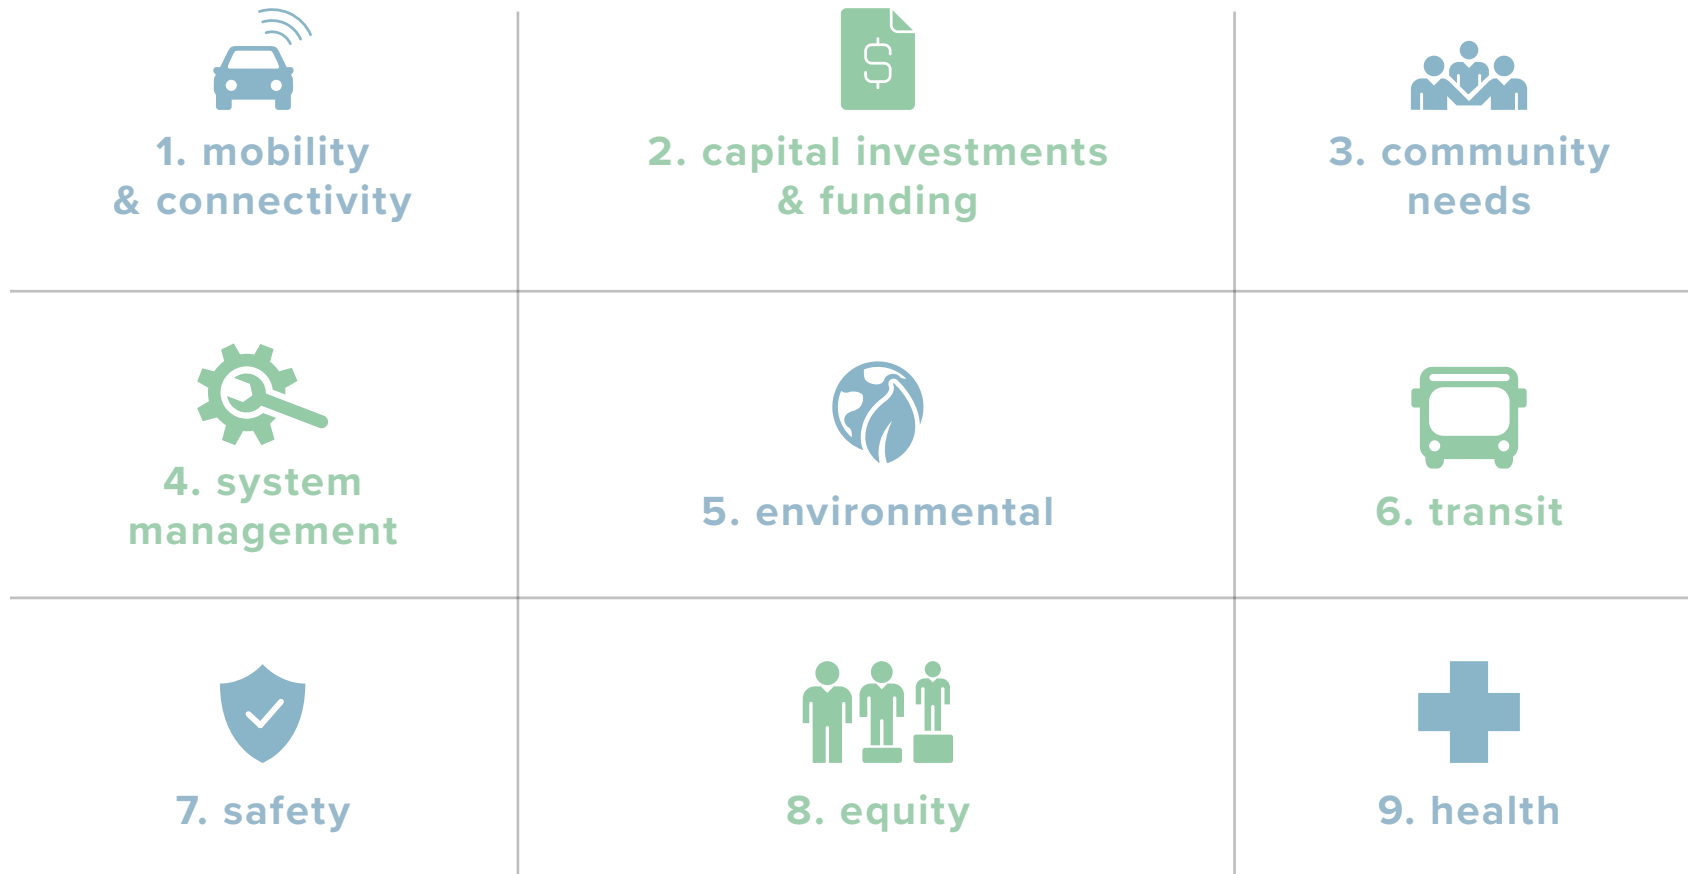 1. mobility
& connectivity
2. capital investments
& funding
3. community
needs
4. system
management
5. environmental
6. transit
7. safety
8. equity
9. health
$